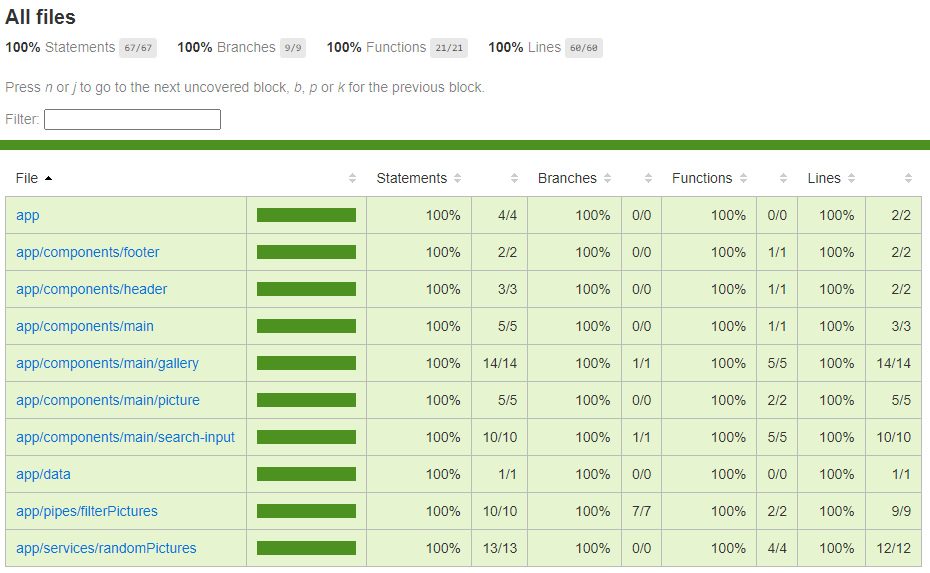 All files
100% Statements 67/67 100% Branches 9/9 100% Functions 21/21 100% Lines 60/60
Press n or j to go to the next uncovered block, b, p or k for the previous block.
Filter:
File Statements Branches Functions Lines
app 100% 4/4 100% 0/0 100% 0/0 100% 2/2
app/components/footer 100% 2/2 100% 0/0 100% 1/1 100% 2/2
app/components/header 100% 3/3 100% 0/0 100% 1/1 100% 2/2
app/components/main 100% 5/5 100% 0/0 100% 1/1 100% 3/3
app/components/main/gallery 100% 14/14 100% 1/1 100% 5/5 100% 14/14
app/components/main/picture 100% 5/5 100% 0/0 100% 2/2 100% 5/5
app/components/main/search-input 100% 10/10 100% 1/1 100% 5/5 100% 10/10
app/data 100% 1/1 100% 0/0 100% 0/0 100% 1/1
app/pipes/filterPictures 100% 10/10 100% 7/7 100% 2/2 100% 9/9
app/services/randomPictures 100% 13/13 100% 0/0 100% 4/4 100% 12/12